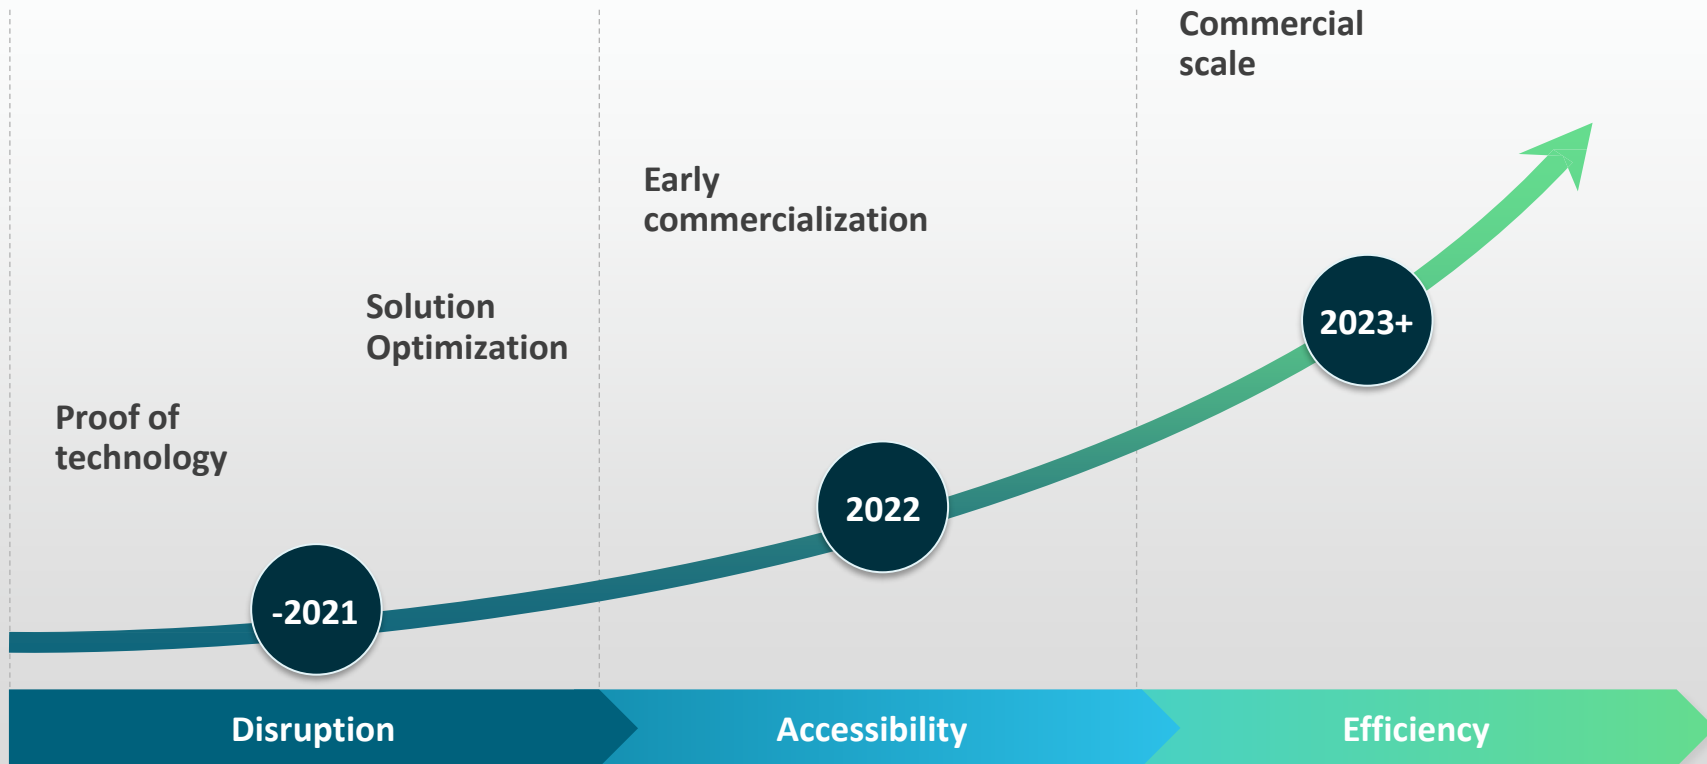 Commercial
scale
Early
commercialization
Solution
Optimization
Proof of
technology
-2021
2022
2023+
Disruption
Accessibility
Efficiency